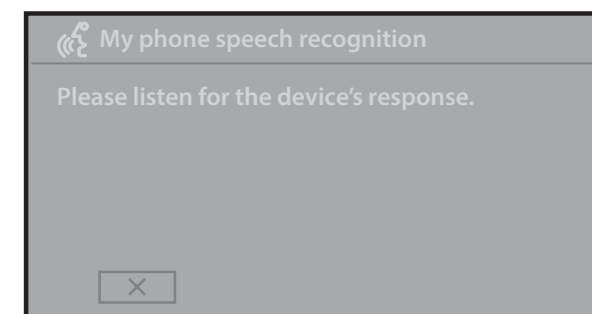 My phone speech recognition
Please listen for the device’s response.